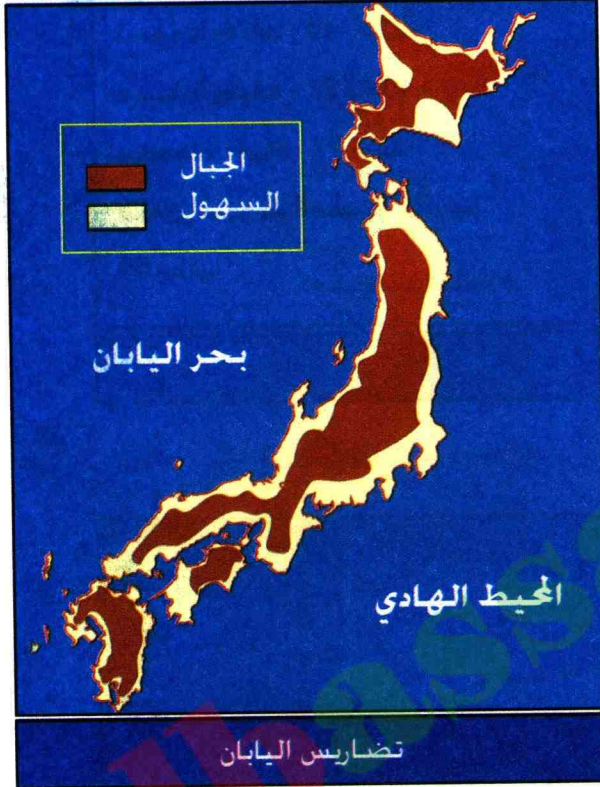 الجبال
السهول
بحر اليابان
المحيط الهادي
تضاريس اليابان